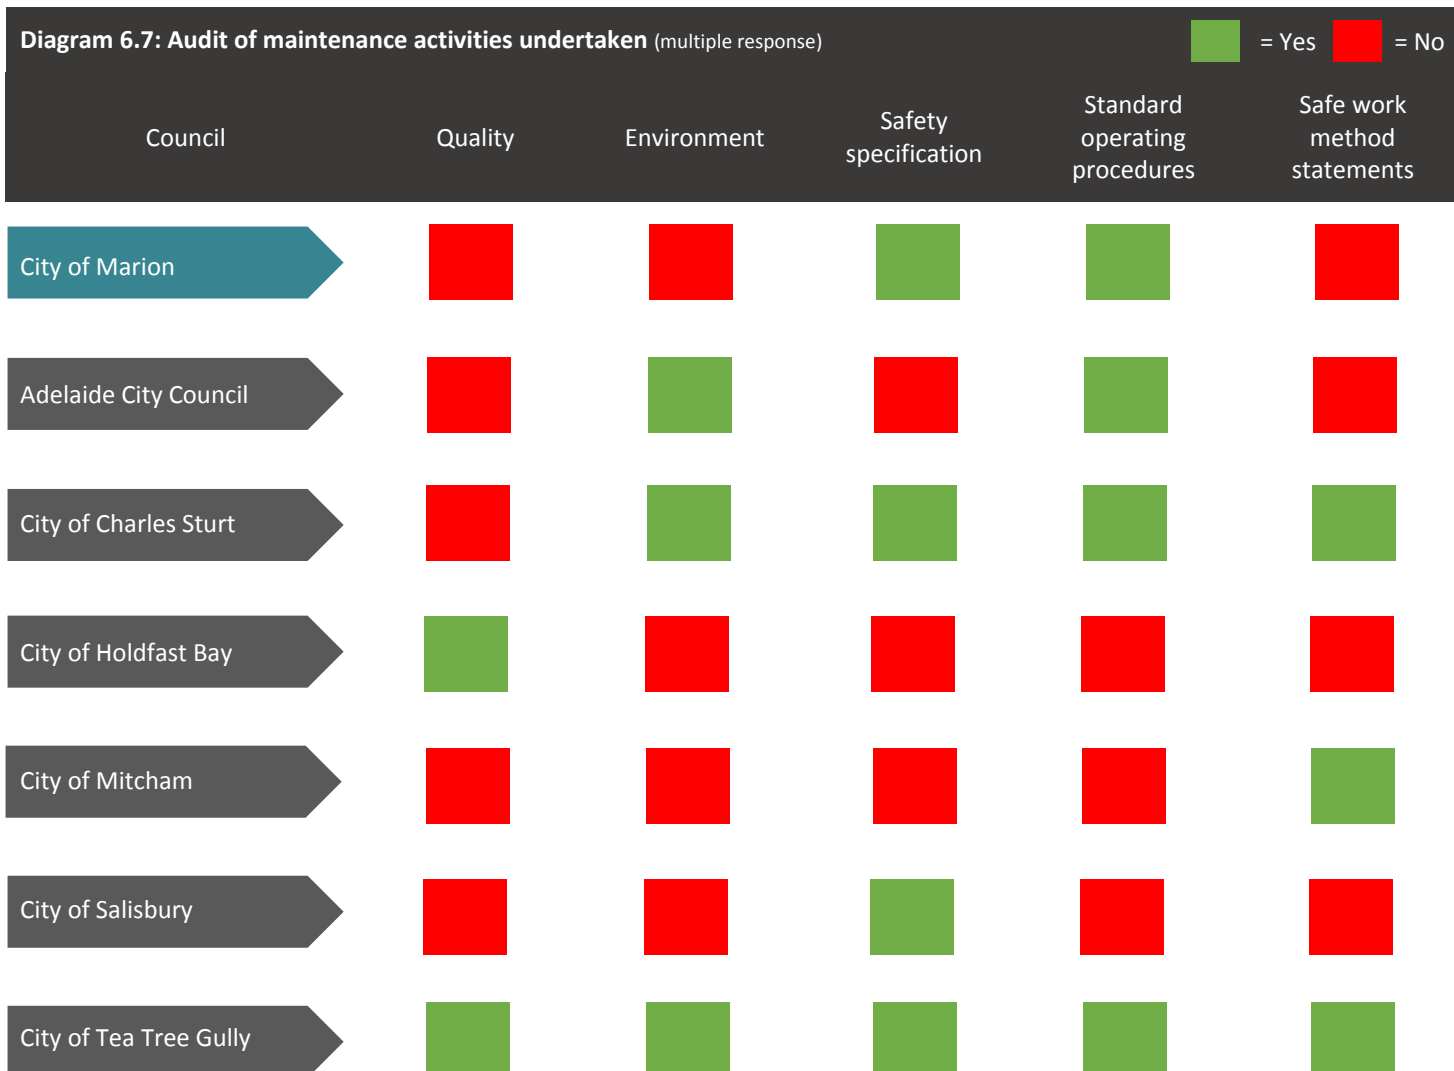 Diagram 6.7: Audit of maintenance activities undertaken (multiple response)
= Yes
= No
Council
Quality
Environment
Safety
specification
Standard
operating
procedures
Safe work
method
statements
City of Marion
Adelaide City Council
City of Charles Sturt
City of Holdfast Bay
City of Mitcham
City of Salisbury
City of Tea Tree Gully